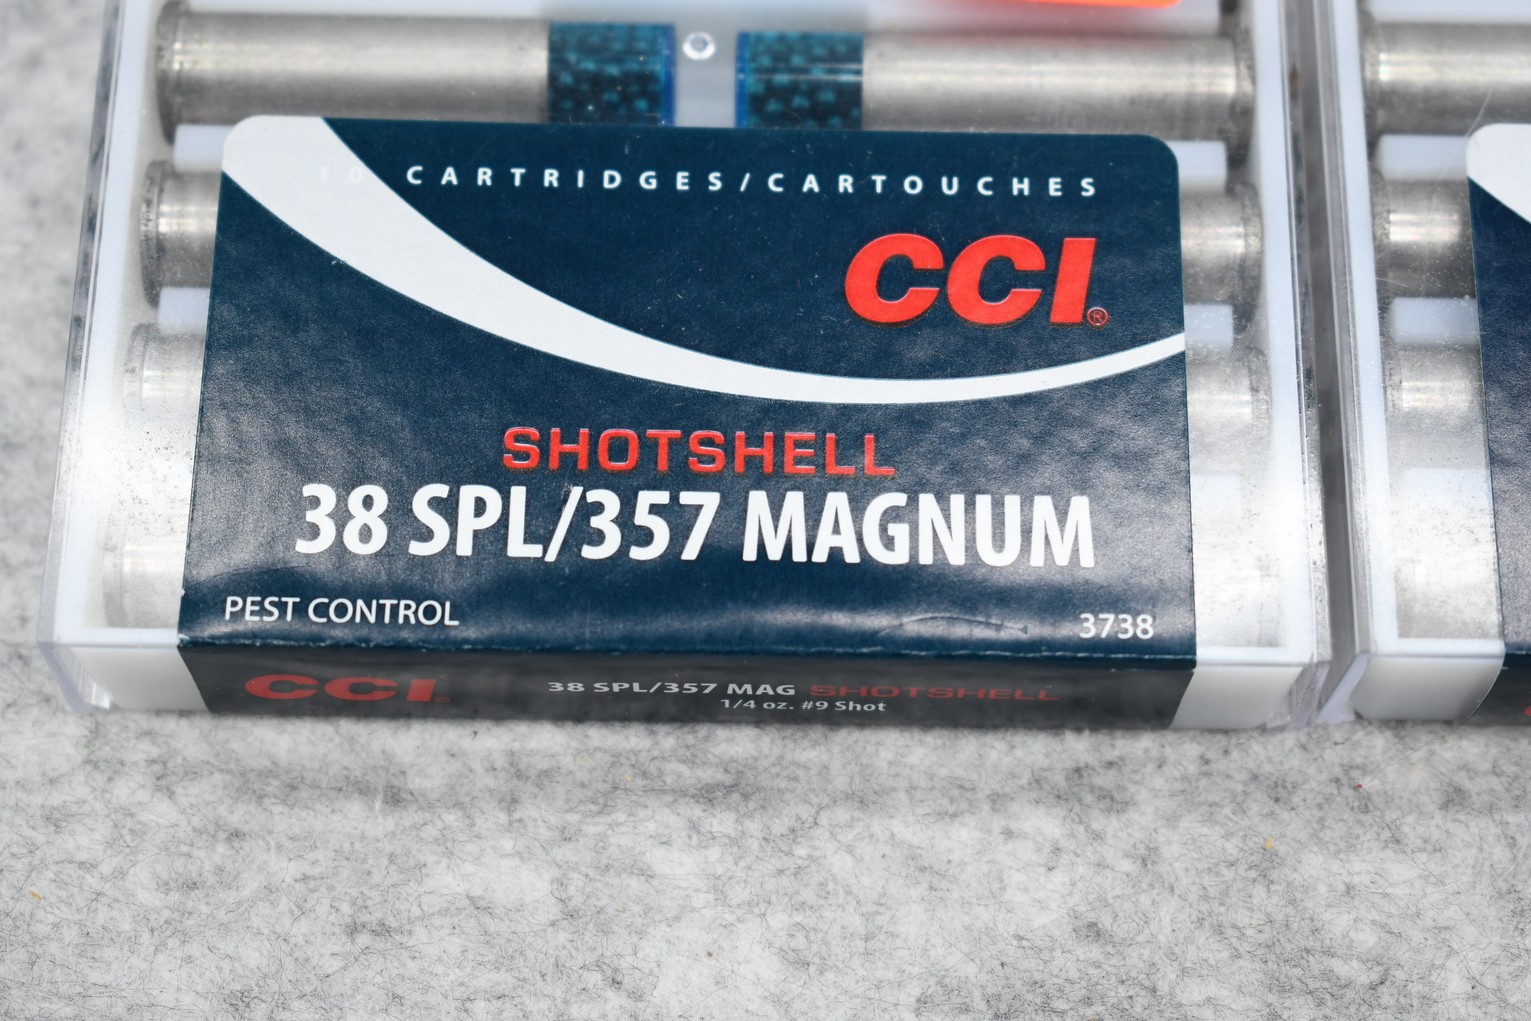 10 CARTRIDGES/CARTOUCHES
CCI®
SHOTSHELL
38 SPL/357 MAGNUM
PEST CONTROL
3738
CCI
38 SPL/357 MAG SHOTSHELL
1/4 oz. #9 Shot